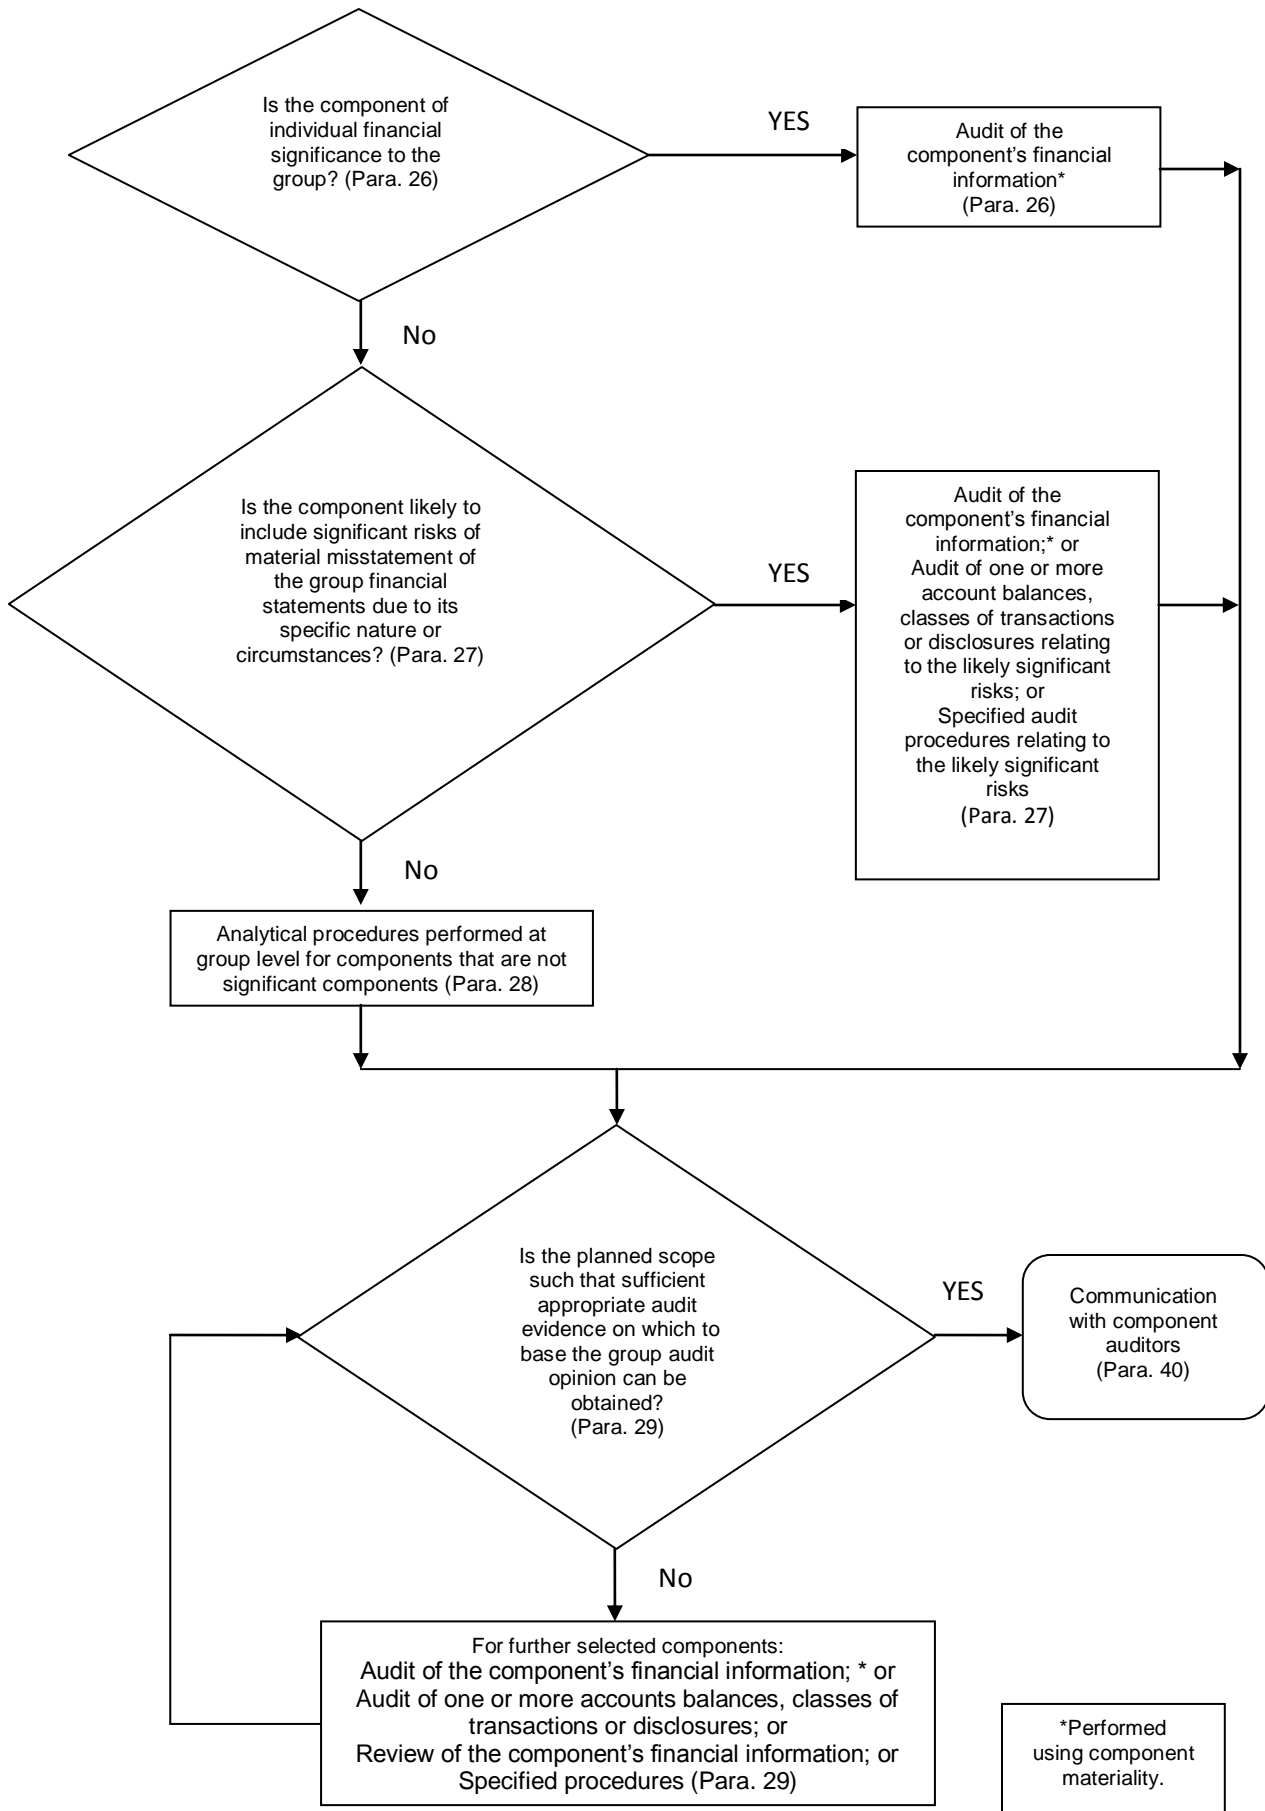 Is the component of
individual financial
significance to the
group? (Para. 26)
YES
Audit of the
component’s financial
information*
(Para. 26)
No
Is the component likely to
include significant risks of
material misstatement of
the group financial
statements due to its
specific nature or
circumstances? (Para. 27)
YES
Audit of the
component’s financial
information;* or
Audit of one or more
account balances,
classes of transactions
or disclosures relating
to the likely significant
risks; or
Specified audit
procedures relating to
the likely significant
risks
(Para. 27)
No
Analytical procedures performed at
group level for components that are not
significant components (Para. 28)
Is the planned scope
such that sufficient
appropriate audit
evidence on which to
base the group audit
opinion can be
obtained?
(Para. 29)
YES
Communication
with component
auditors
(Para. 40)
No
For further selected components:
Audit of the component’s financial information; * or
Audit of one or more accounts balances, classes of
transactions or disclosures; or
Review of the component’s financial information; or
Specified procedures (Para. 29)
*Performed
using component
materiality.